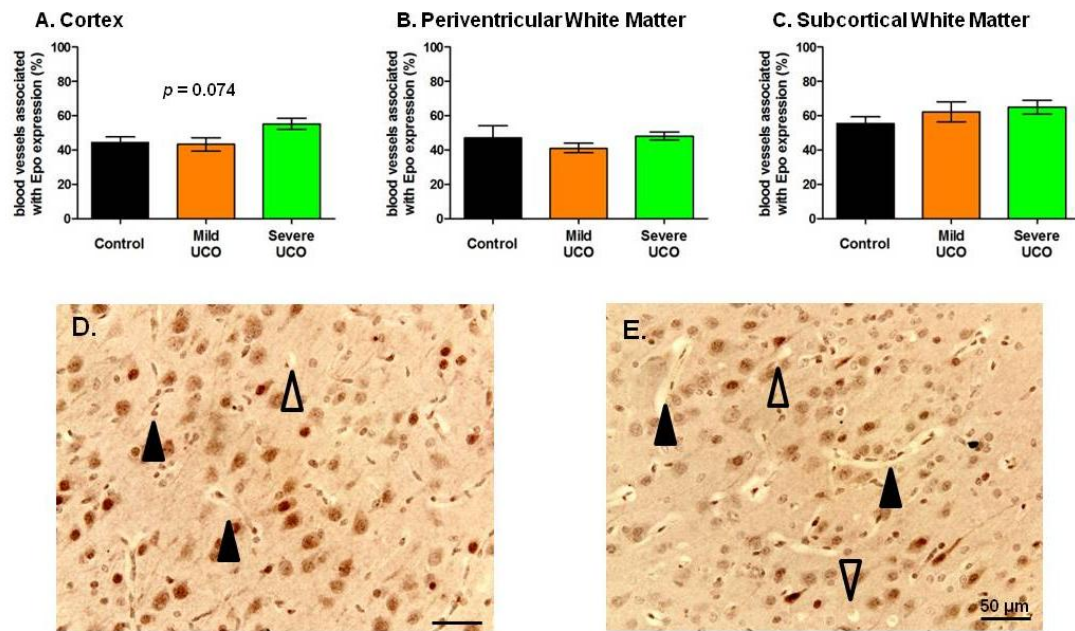 A. Cortex
blood vessels associated
with Epo expression (%)
100
80
60
40
20
0
p = 0.074
Control
Mild
UCO
Severe
UCO
B. Periventricular White Matter
blood vessels associated
with Epo expression (%)
100
80
60
40
20
0
Control
Mild
UCO
Severe
UCO
C. Subcortical White Matter
blood vessels associated
with Epo expression (%)
100
80
60
40
20
0
Control
Mild
UCO
Severe
UCO
D.
E.
50 µm